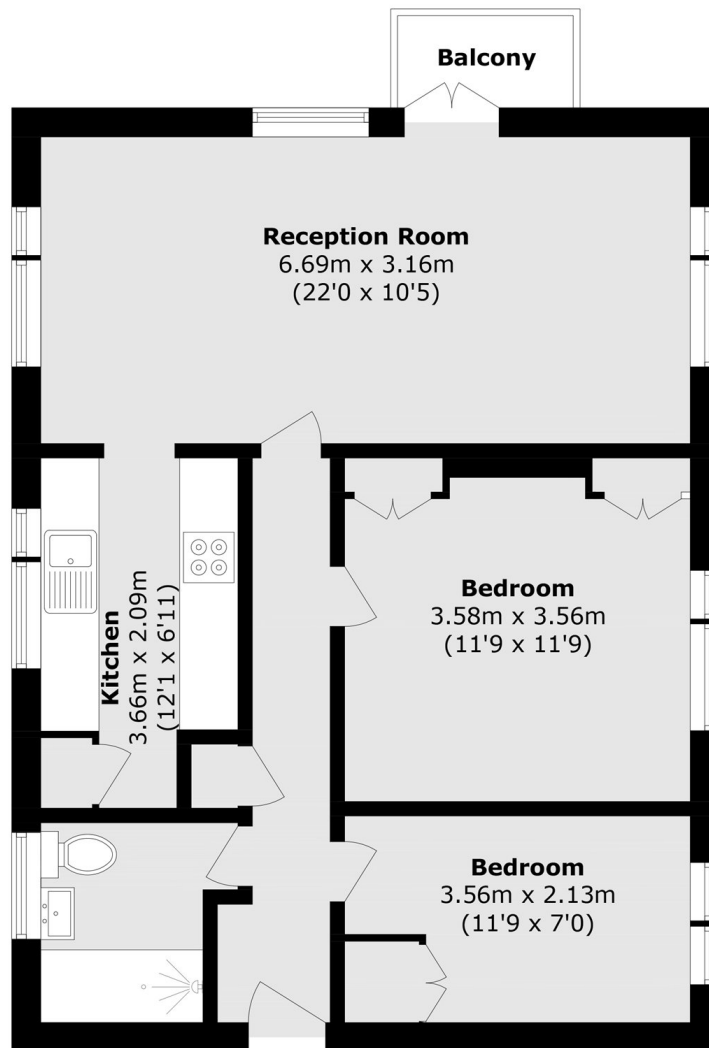 Balcony
Reception Room
6.69m x 3.16m
(22'0 x 10'5)
Kitchen
3.66m x 2.09m
(12'1 x 6'11)
Bedroom
3.58m x 3.56m
(11'9 x 11'9)
Bedroom
3.56m x 2.13m
(11'9 x 7'0)